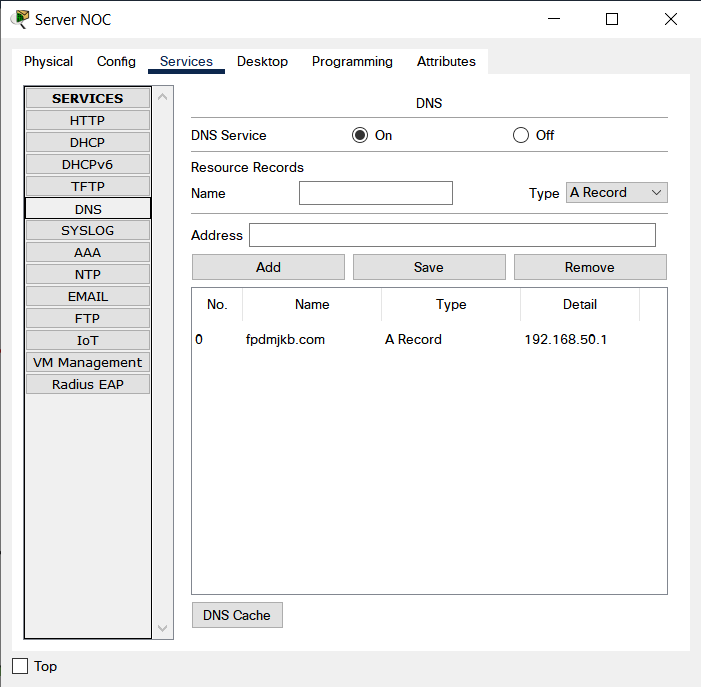 Server NOC
Physical Config Services Desktop Programming Attributes
SERVICES
HTTP
DHCP
DHCPv6
TFTP
DNS
SYSLOG
AAA
NTP
EMAIL
FTP
IoT
VM Management
Radius EAP
DNS
DNS Service On Off
Resource Records
Name Type A Record
Address
Add Save Remove
No. Name Type Detail
0 fpdmjkb.com A Record 192.168.50.1
DNS Cache
Top